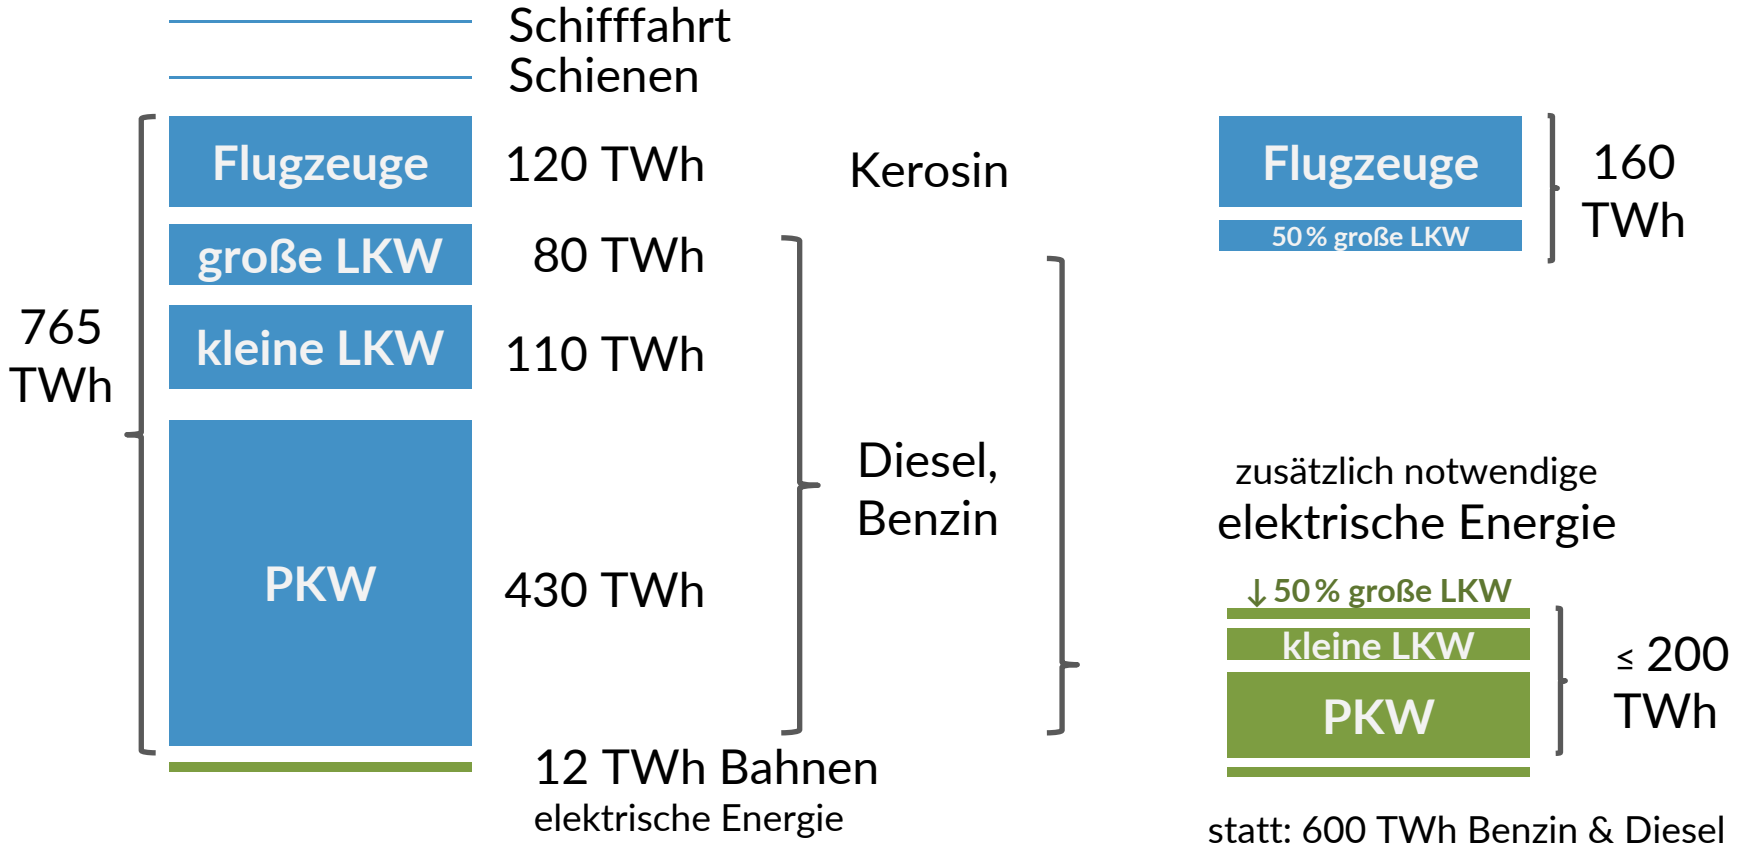 Schifffahrt
Schienen
Flugzeuge
120 TWh
Kerosin
große LKW
80 TWh
kleine LKW
110 TWh
765
TWh
PKW
430 TWh
Diesel,
Benzin
12 TWh Bahnen
elektrische Energie
Flugzeuge
50 % große LKW
160
TWh
zusätzlich notwendige
elektrische Energie
↓ 50 % große LKW
kleine LKW
PKW
≤ 200
TWh
statt: 600 TWh Benzin & Diesel